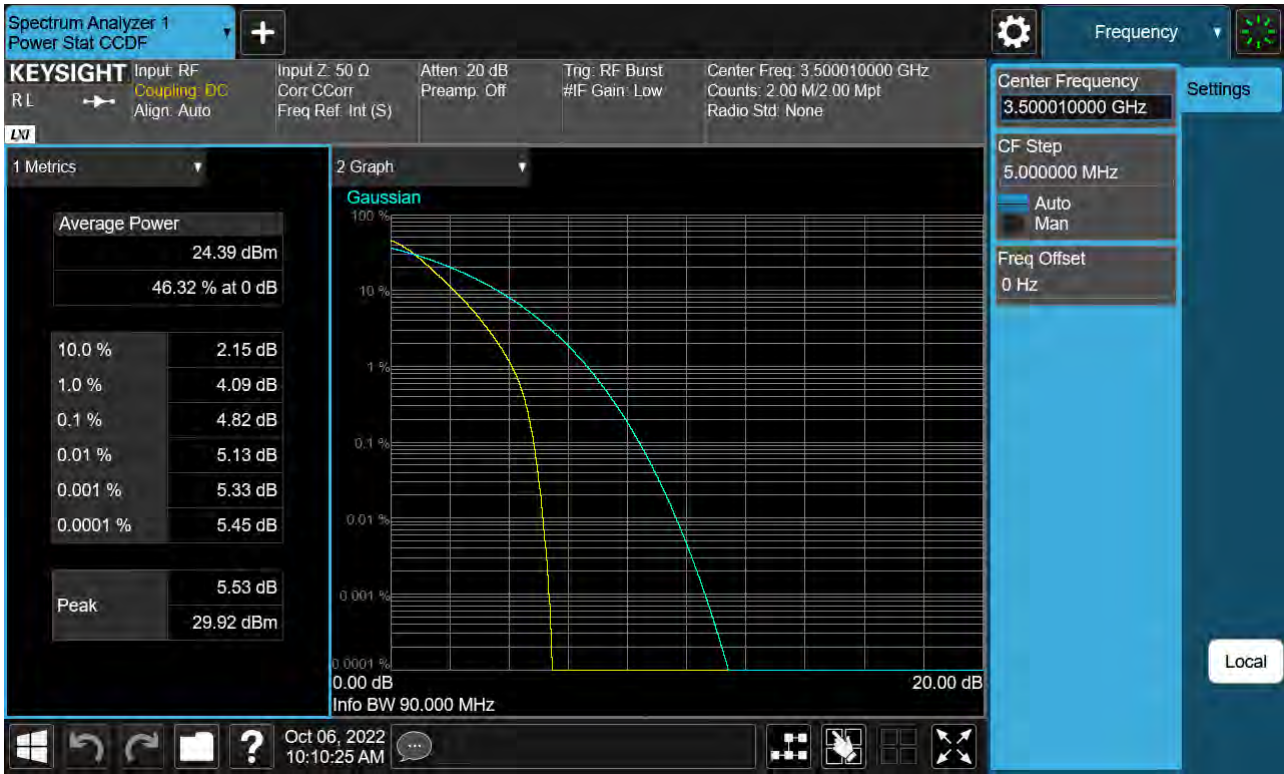 Spectrum Analyzer 1
Power Stat CCDF
+
Frequency
KEYSIGHT
RL
LXI
Input: RF
Coupling: DC
Align: Auto
Input Z: 50 Ω
Corr CCorr
Freq Ref: Int (S)
Atten: 20 dB
Preamp: Off
Trig: RF Burst
#IF Gain: Low
Center Freq: 3.500010000 GHz
Counts: 2.00 M/2.00 Mpt
Radio Std: None
Center Frequency
3.500010000 GHz
Settings
CF Step
5.000000 MHz
Auto
Man
Freq Offset
0 Hz
1 Metrics
Average Power
24.39 dBm
46.32 % at 0 dB
10.0 % 2.15 dB
1.0 % 4.09 dB
0.1 % 4.82 dB
0.01 % 5.13 dB
0.001 % 5.33 dB
0.0001 % 5.45 dB
Peak
5.53 dB
29.92 dBm
2 Graph
Gaussian
100 %
10 %
1 %
0.1 %
0.01 %
0.001 %
0.0001 %
0.00 dB 20.00 dB
Info BW 90.000 MHz
Local
?
Oct 06, 2022
10:10:25 AM